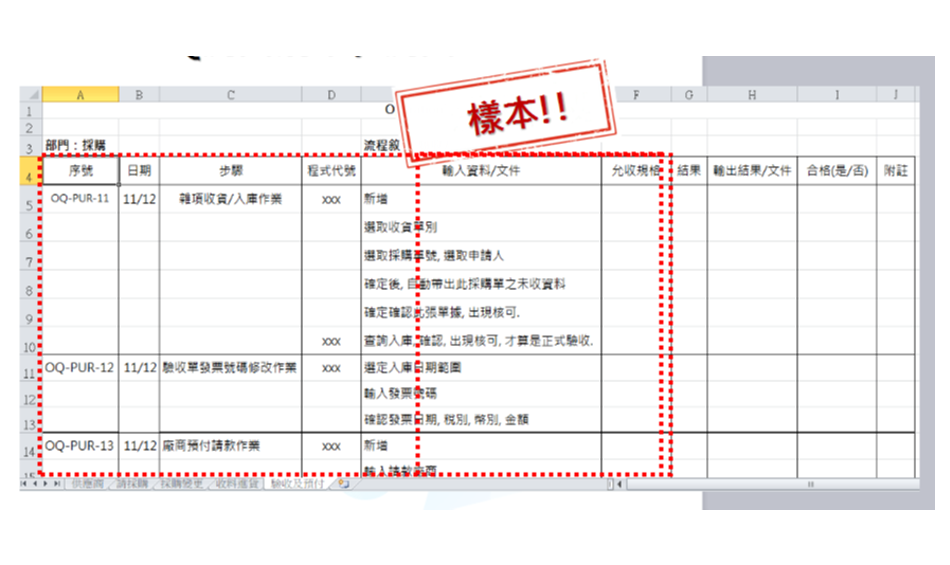 樣本!!
A B C D F G H I J
1 O
2
3 部門：採購 流程敘
4 序號 日期 步驟 程式代號 輸入資料/文件 允收規格 結果 輸出結果/文件 合格(是/否) 附註
5 OQ-PUR-11 11/12 雜項收貨/入庫作業 xxx 新增
6 選取收貨單別
7 選取採購單號, 選取申請人
8 確定後, 自動帶出此採購單之未收資料
9 確定確認此張單據, 出現核可.
10 xxx 查詢入庫, 確認, 出現核可, 才算是正式驗收.
11 OQ-PUR-12 11/12 驗收單發票號碼修改作業 xxx 選定入庫日期範圍
12 輸入發票號碼
13 確認發票日期, 稅別, 幣別, 金額
14 OQ-PUR-13 11/12 廠商預付請款作業 xxx 新增
15 輸入請款廠商
供應商 請採購 採購變更 收料進貨 驗收及預付